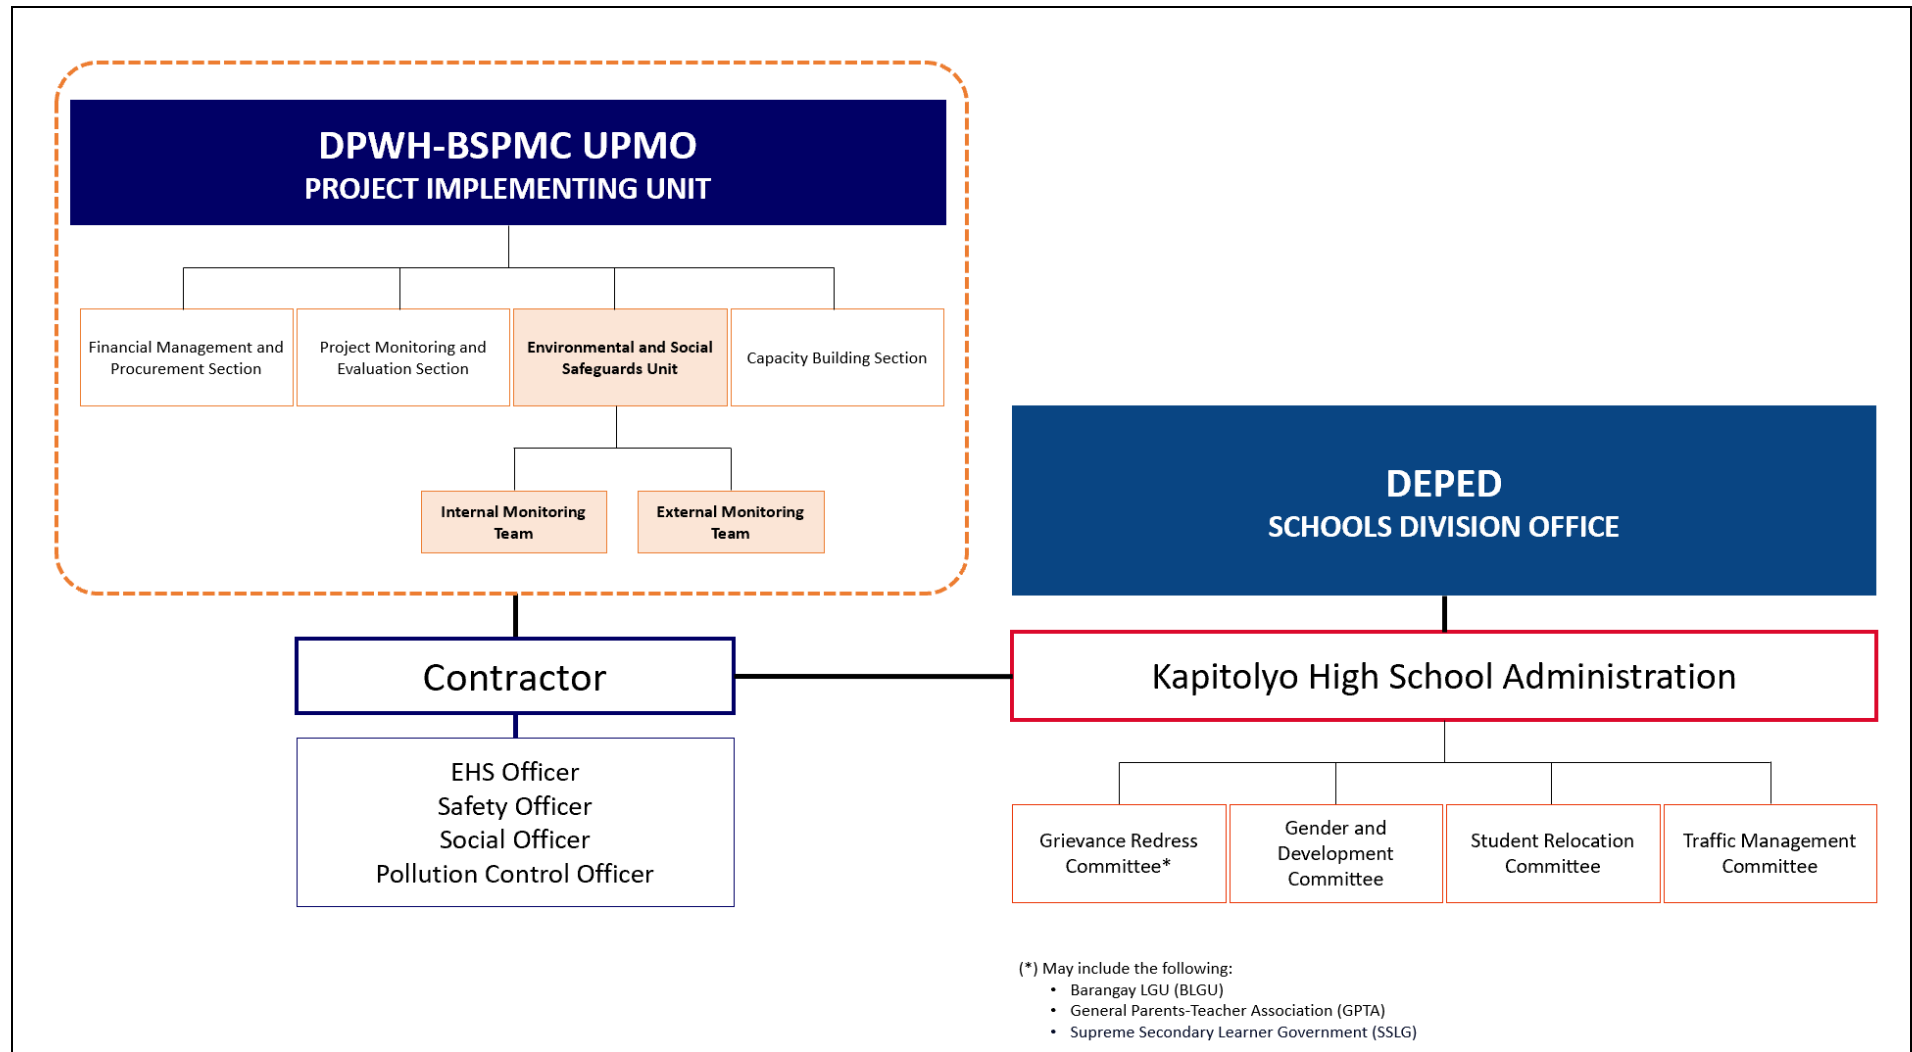 DPWH-BSPMC UPMO
PROJECT IMPLEMENTING UNIT
Financial Management and
Procurement Section
Project Monitoring and
Evaluation Section
Environmental and Social
Safeguards Unit
Capacity Building Section
Internal Monitoring
Team
External Monitoring
Team
DEPED
SCHOOLS DIVISION OFFICE
Contractor
Kapitolyo High School Administration
EHS Officer
Safety Officer
Social Officer
Pollution Control Officer
Grievance Redress
Committee*
Gender and
Development
Committee
Student Relocation
Committee
Traffic Management
Committee
(*) May include the following:
• Barangay LGU (BLGU)
• General Parents-Teacher Association (GPTA)
• Supreme Secondary Learner Government (SSLG)